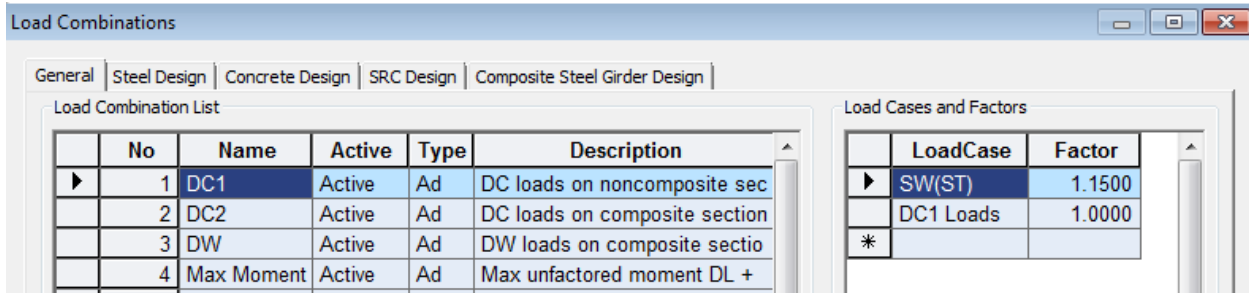 Load Combinations
General Steel Design Concrete Design SRC Design Composite Steel Girder Design
Load Combination List Load Cases and Factors
No Name Active Type Description LoadCase Factor
1 DC1 Active Ad DC loads on noncomposite sec SW(ST) 1.1500
2 DC2 Active Ad DC loads on composite section DC1 Loads 1.0000
3 DW Active Ad DW loads on composite sectio
4 Max Moment Active Ad Max unfactored moment DL +